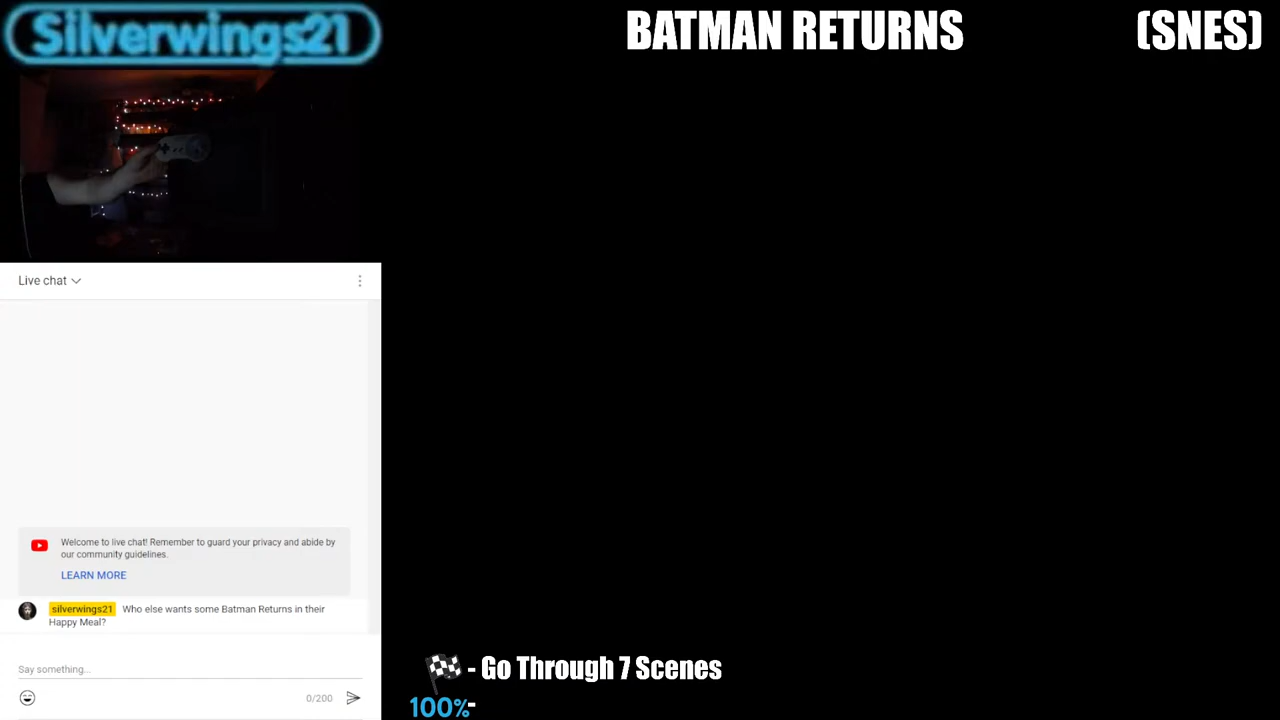 Silverwings21
BATMAN RETURNS
(SNES)
Live chat
Welcome to live chat! Remember to guard your privacy and abide by
our community guidelines.
LEARN MORE
silverwings21 Who else wants some Batman Returns in their
Happy Meal?
Say something...
0/200
- Go Through 7 Scenes
100%-